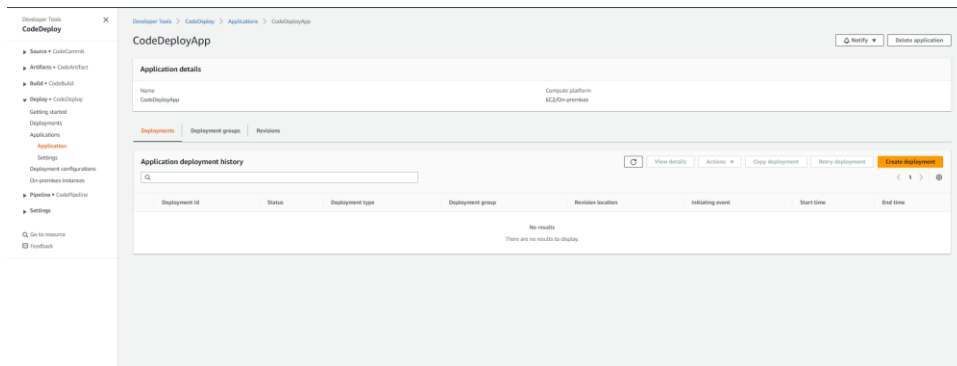 Developer Tools
CodeDeploy
Source • CodeCommit
Artifacts • CodeArtifact
Build • CodeBuild
Deploy • CodeDeploy
Getting started
Deployments
Applications
Application
Settings
Deployment configurations
On-premises instances
Pipeline • CodePipeline
Settings
Go to resource
Feedback
Developer Tools > CodeDeploy > Applications > CodeDeployApp
CodeDeployApp
Notify
Delete application
Application details
Name
CodeDeployApp
Compute platform
EC2/On-premises
Deployments
Deployment groups
Revisions
Application deployment history
View details
Actions
Copy deployment
Retry deployment
Create deployment
1
Deployment Id
Status
Deployment type
Deployment group
Revision location
Initiating event
Start time
End time
No results
There are no results to display.